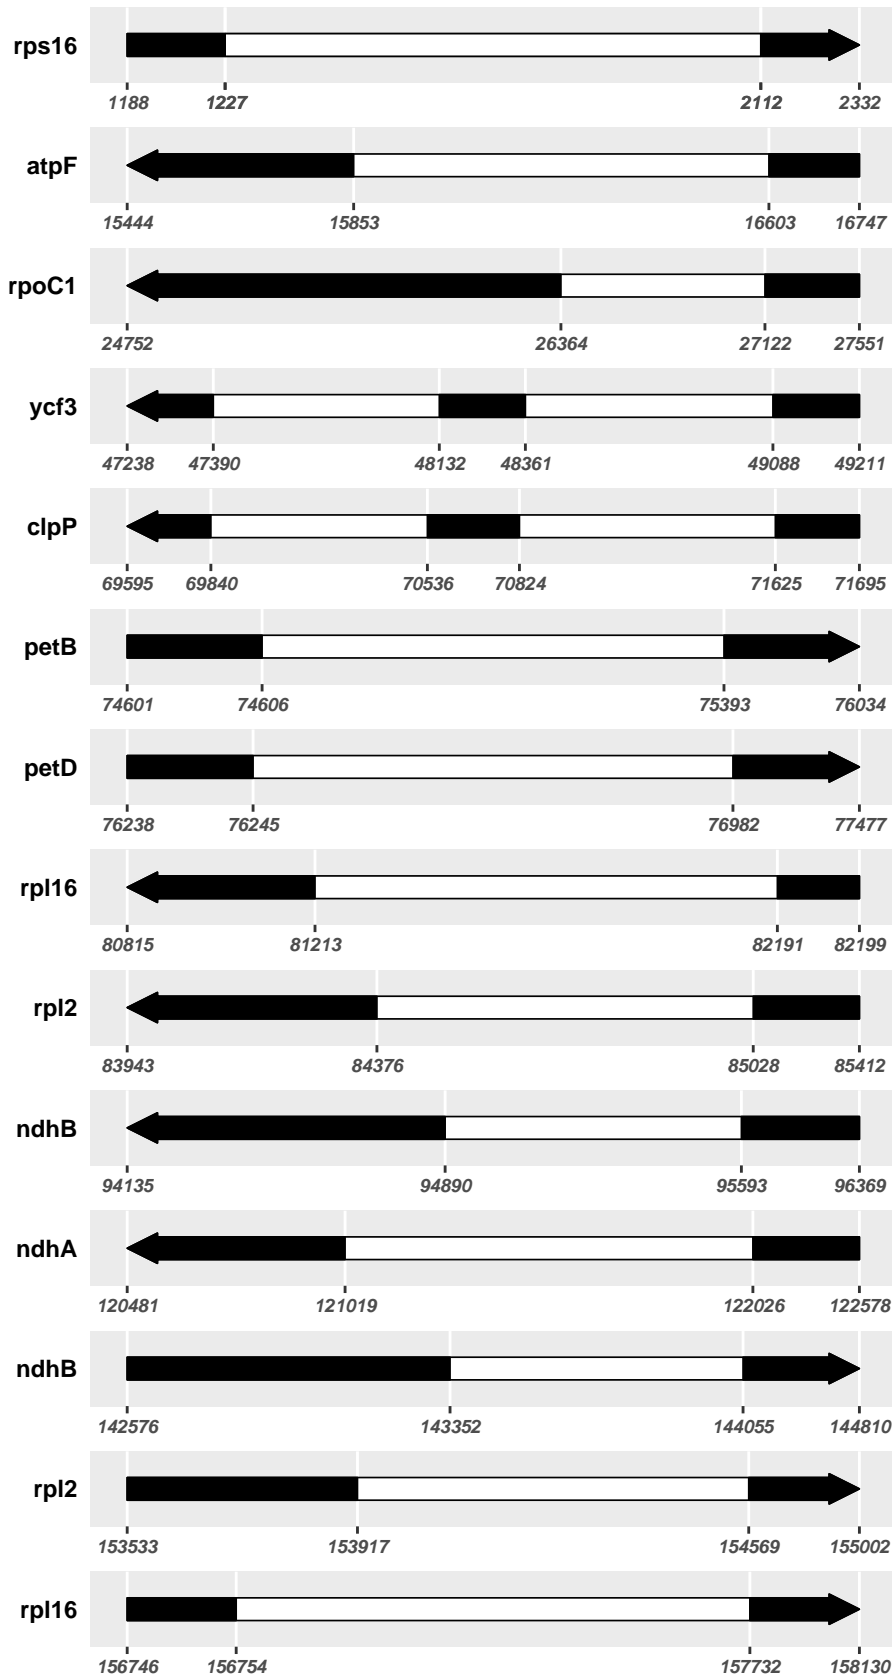 rps16
1188 1227 2112 2332
atpF
15444 15853 16603 16747
rpoC1
24752 26364 27122 27551
ycf3
47238 47390 48132 48361 49088 49211
clpP
69595 69840 70536 70824 71625 71695
petB
74601 74606 75393 76034
petD
76238 76245 76982 77477
rpl16
80815 81213 82191 82199
rpl2
83943 84376 85028 85412
ndhB
94135 94890 95593 96369
ndhA
120481 121019 122026 122578
ndhB
142576 143352 144055 144810
rpl2
153533 153917 154569 155002
rpl16
156746 156754 157732 158130